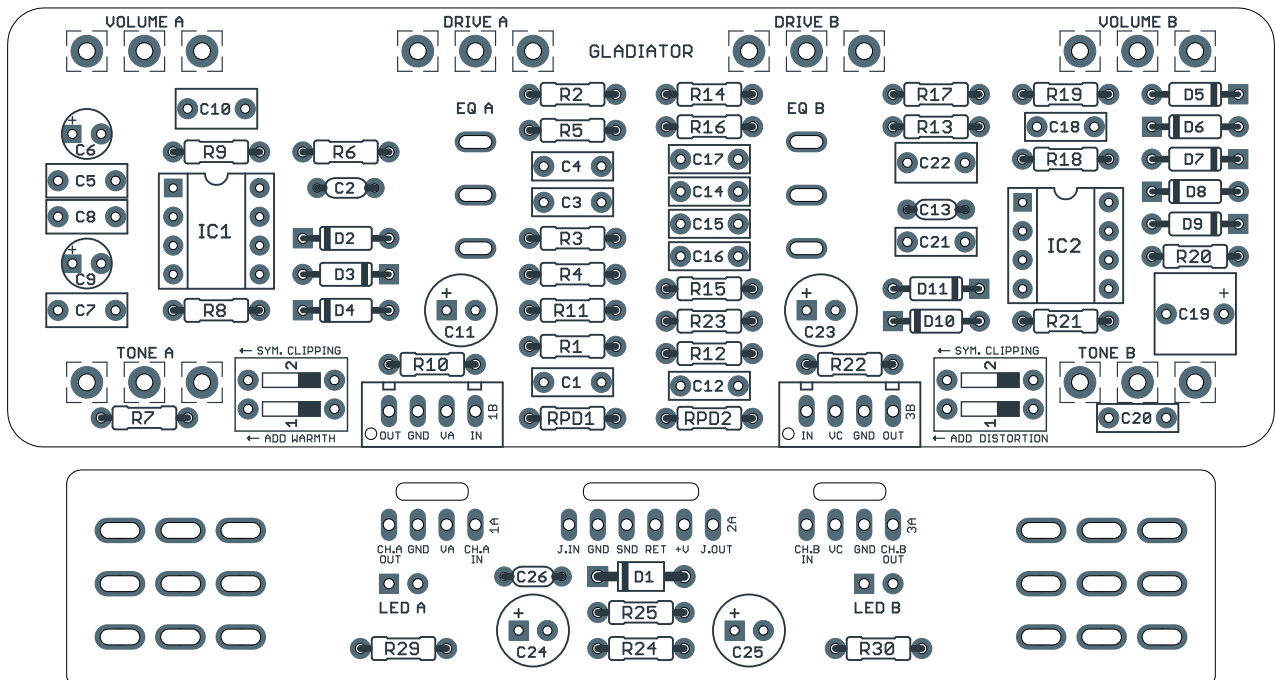 VOLUME A
DRIVE A
DRIVE B
VOLUME B
GLADIATOR
C10
EQ A
R2
R14
EQ B
R17
R19
D5
+
C6
R5
R16
R13
C18
D6
R9
R6
C4
C17
C22
R18
D7
C5
C2
C3
C14
C13
D8
C8
IC1
D2
R3
C15
C21
IC2
D9
+
C9
D3
R4
C16
R20
C7
R8
D4
+
C11
R11
R15
+
C23
D11
+
C19
R23
D10
R21
TONE A
← SYM. CLIPPING
R10
R1
R12
R22
← SYM. CLIPPING
TONE B
2
1
C1
C12
2
1
R7
← ADD WARMTH
OUT GND VA IN
1B
RPD1
RPD2
IN VC GND OUT
3B
← ADD DISTORTION
C20
1A
2A
3A
CH.A OUT
GND
VA
CH.A IN
J.IN GND SND RET +V J.OUT
CH.B IN
VC
GND
CH.B OUT
C26
D1
LED A
LED B
R25
+
C24
+
C25
R29
R24
R30